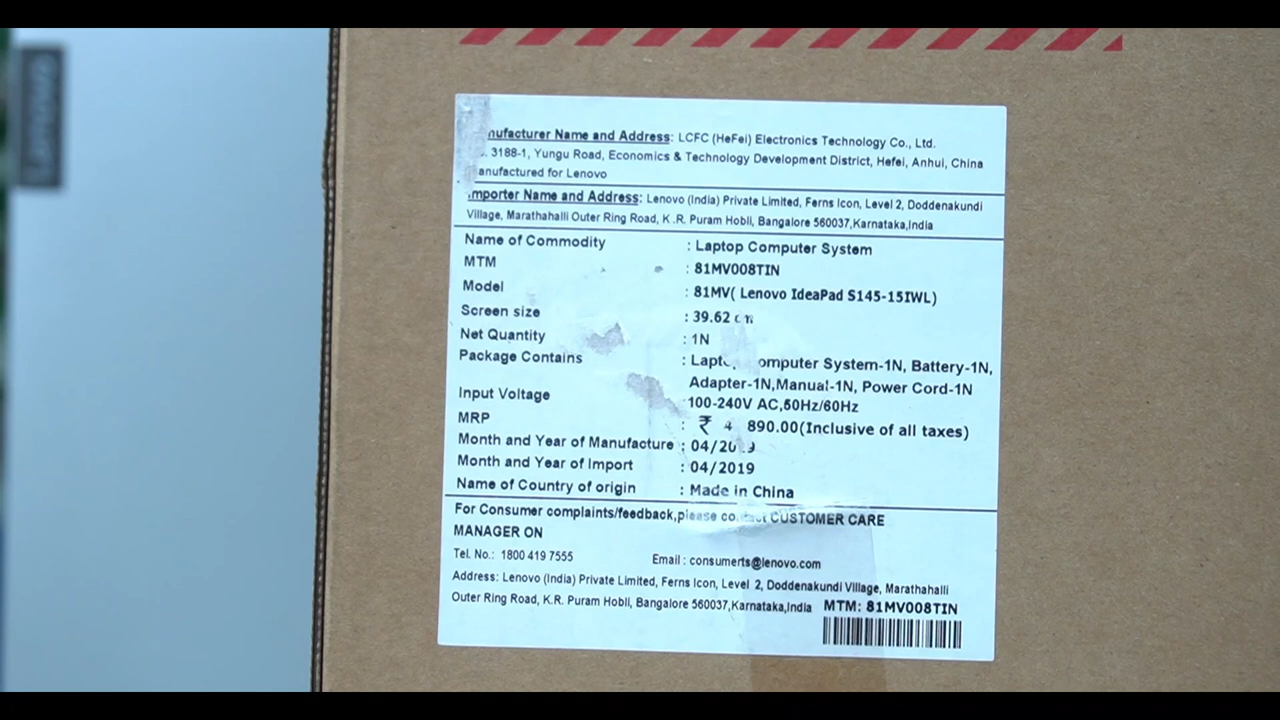 nufacturer Name and Address: LCFC (HeFei) Electronics Technology Co., Ltd.
3188-1, Yungu Road, Economics & Technology Development District, Hefei, Anhui, China
anufactured for Lenovo
mporter Name and Address: Lenovo (India) Private Limited, Ferns Icon, Level 2, Doddenakundi
Village, Marathahalli Outer Ring Road, K .R. Puram Hobli, Bangalore 560037,Karnataka,India
Name of Commodity : Laptop Computer System
MTM : 81MV008TIN
Model : 81MV( Lenovo IdeaPad S145-15IWL)
Screen size : 39.62
Net Quantity : 1N
Package Contains : Lapt omputer System-1N, Battery-1N,
Adapter-1N,Manual-1N, Power Cord-1N
Input Voltage 100-240V AC,50Hz/60Hz
MRP : ₹ 4 890.00(Inclusive of all taxes)
Month and Year of Manufacture : 04/20 9
Month and Year of Import : 04/2019
Name of Country of origin : Made in China
For Consumer complaints/feedback,please CUSTOMER CARE
MANAGER ON
Tel. No.: 1800 419 7555 Email : consumerts@lenovo.com
Address: Lenovo (India) Private Limited, Ferns Icon, Level 2, Doddenakundi Village, Marathahalli
Outer Ring Road, K.R. Puram Hobli, Bangalore 560037,Karnataka,India MTM: 81MV008TIN